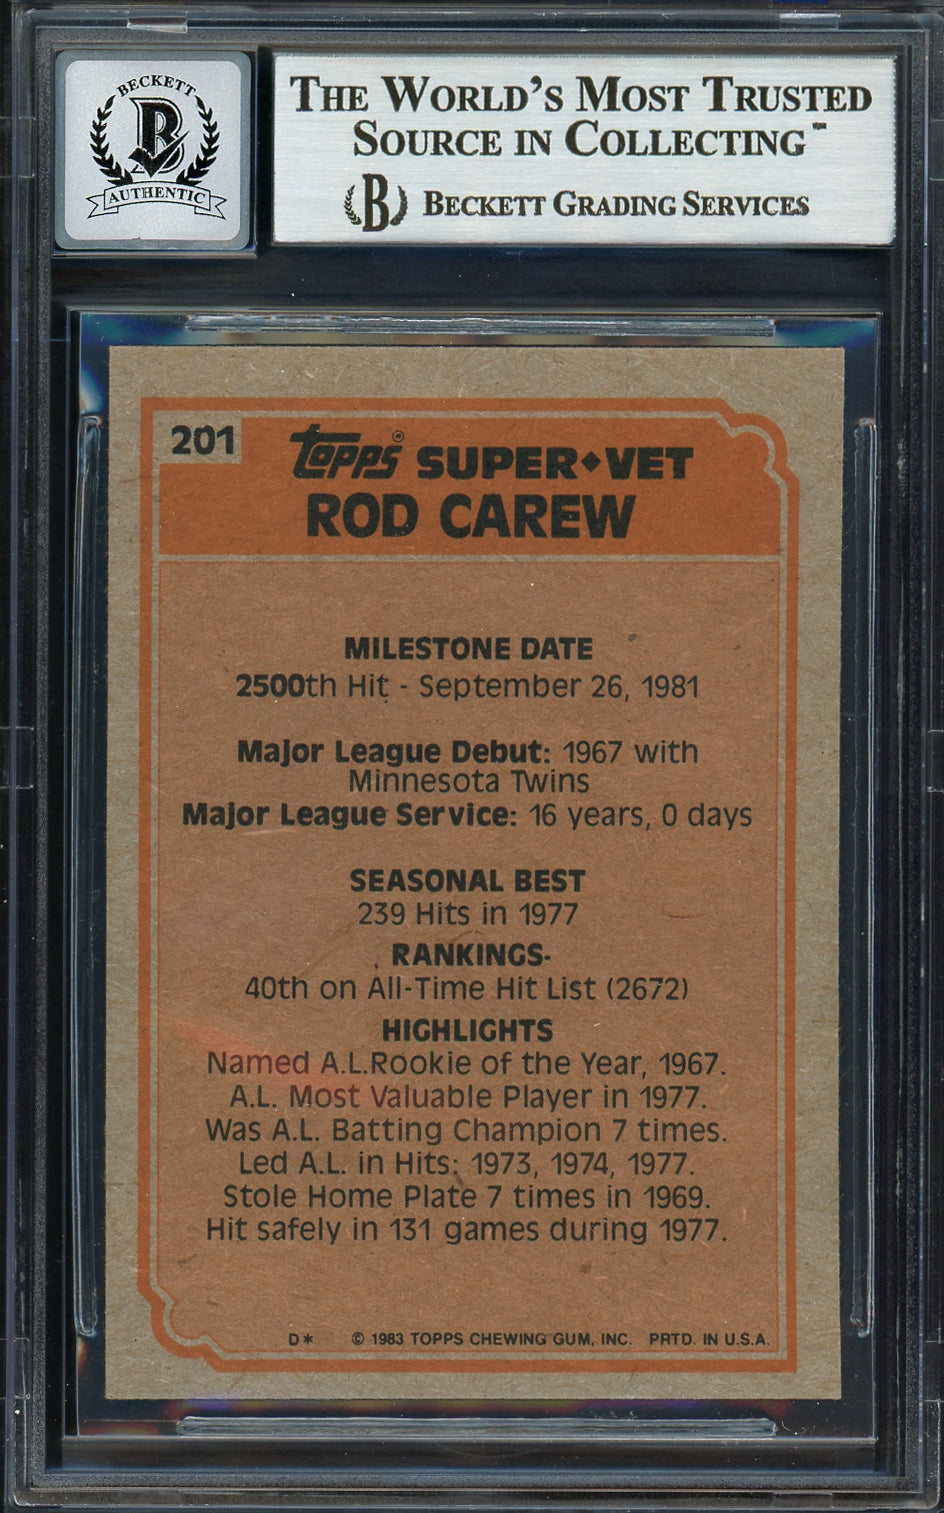 BECKETT
B
AUTHENTIC
THE WORLD'S MOST TRUSTED
SOURCE IN COLLECTING™
B BECKETT GRADING SERVICES
201
Topps® SUPER♦VET
ROD CAREW
MILESTONE DATE
2500th Hit - September 26, 1981
Major League Debut: 1967 with
Minnesota Twins
Major League Service: 16 years, 0 days
SEASONAL BEST
239 Hits in 1977
RANKINGS-
40th on All-Time Hit List (2672)
HIGHLIGHTS
Named A.L.Rookie of the Year, 1967.
A.L. Most Valuable Player in 1977.
Was A.L. Batting Champion 7 times.
Led A.L. in Hits: 1973, 1974, 1977.
Stole Home Plate 7 times in 1969.
Hit safely in 131 games during 1977.
D* © 1983 TOPPS CHEWING GUM, INC. PRTD. IN U.S.A.